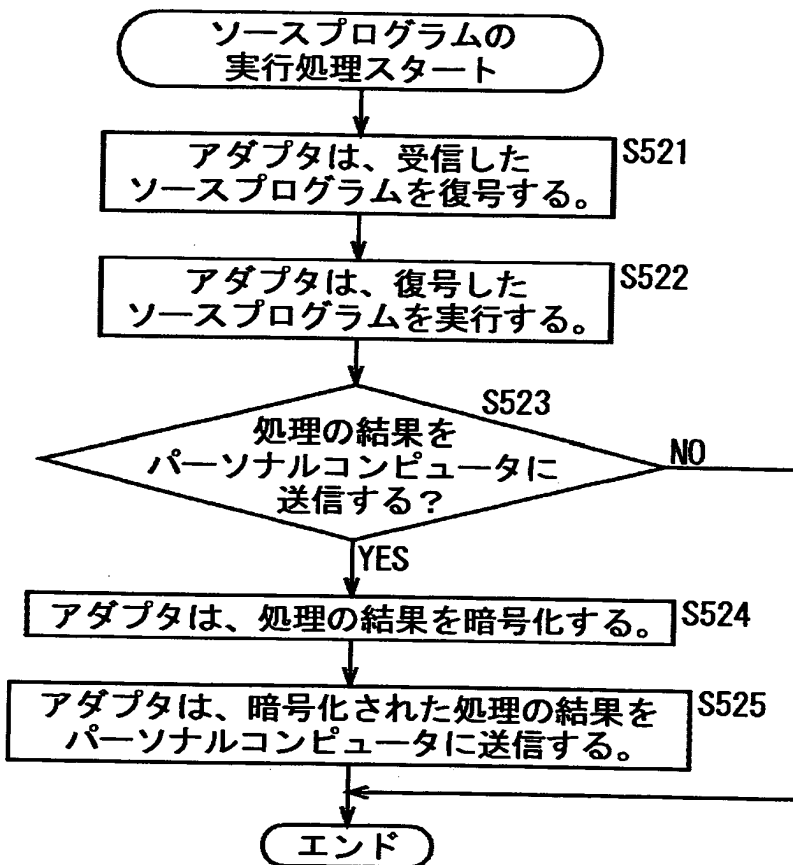 ソースプログラムの
実行処理スタート
アダプタは、受信した
ソースプログラムを復号する。
S521
アダプタは、復号した
ソースプログラムを実行する。
S522
S523
処理の結果を
パーソナルコンピュータに
送信する？
NO
YES
アダプタは、処理の結果を暗号化する。
S524
アダプタは、暗号化された処理の結果を
パーソナルコンピュータに送信する。
S525
エンド